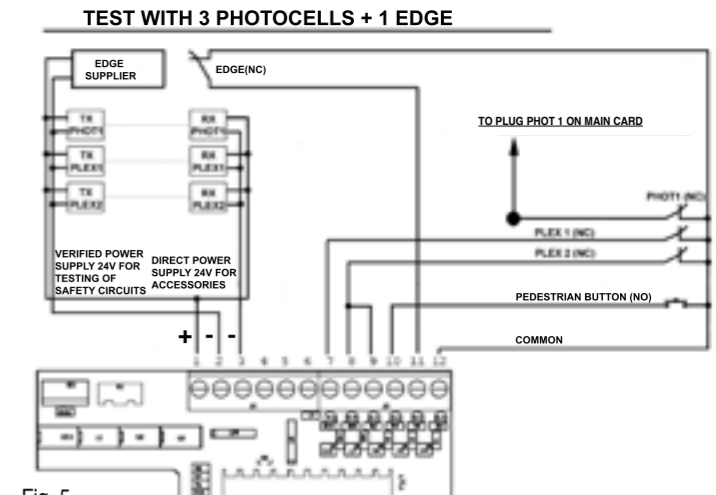 TEST WITH 3 PHOTOCELLS + 1 EDGE
EDGE
SUPPLIER
EDGE(NC)
TX
PHOT1
RX
PHOT1
TX
PLEX1
RX
PLEX1
TX
PLEX2
RX
PLEX2
TO PLUG PHOT 1 ON MAIN CARD
PHOT1 (NC)
PLEX 1 (NC)
PLEX 2 (NC)
VERIFIED POWER
SUPPLY 24V FOR
TESTING OF
SAFETY CIRCUITS
DIRECT POWER
SUPPLY 24V FOR
ACCESSORIES
PEDESTRIAN BUTTON (NO)
COMMON
+ - -
1 2 3 4 5 6 7 8 9 10 11 12
Fig. 5